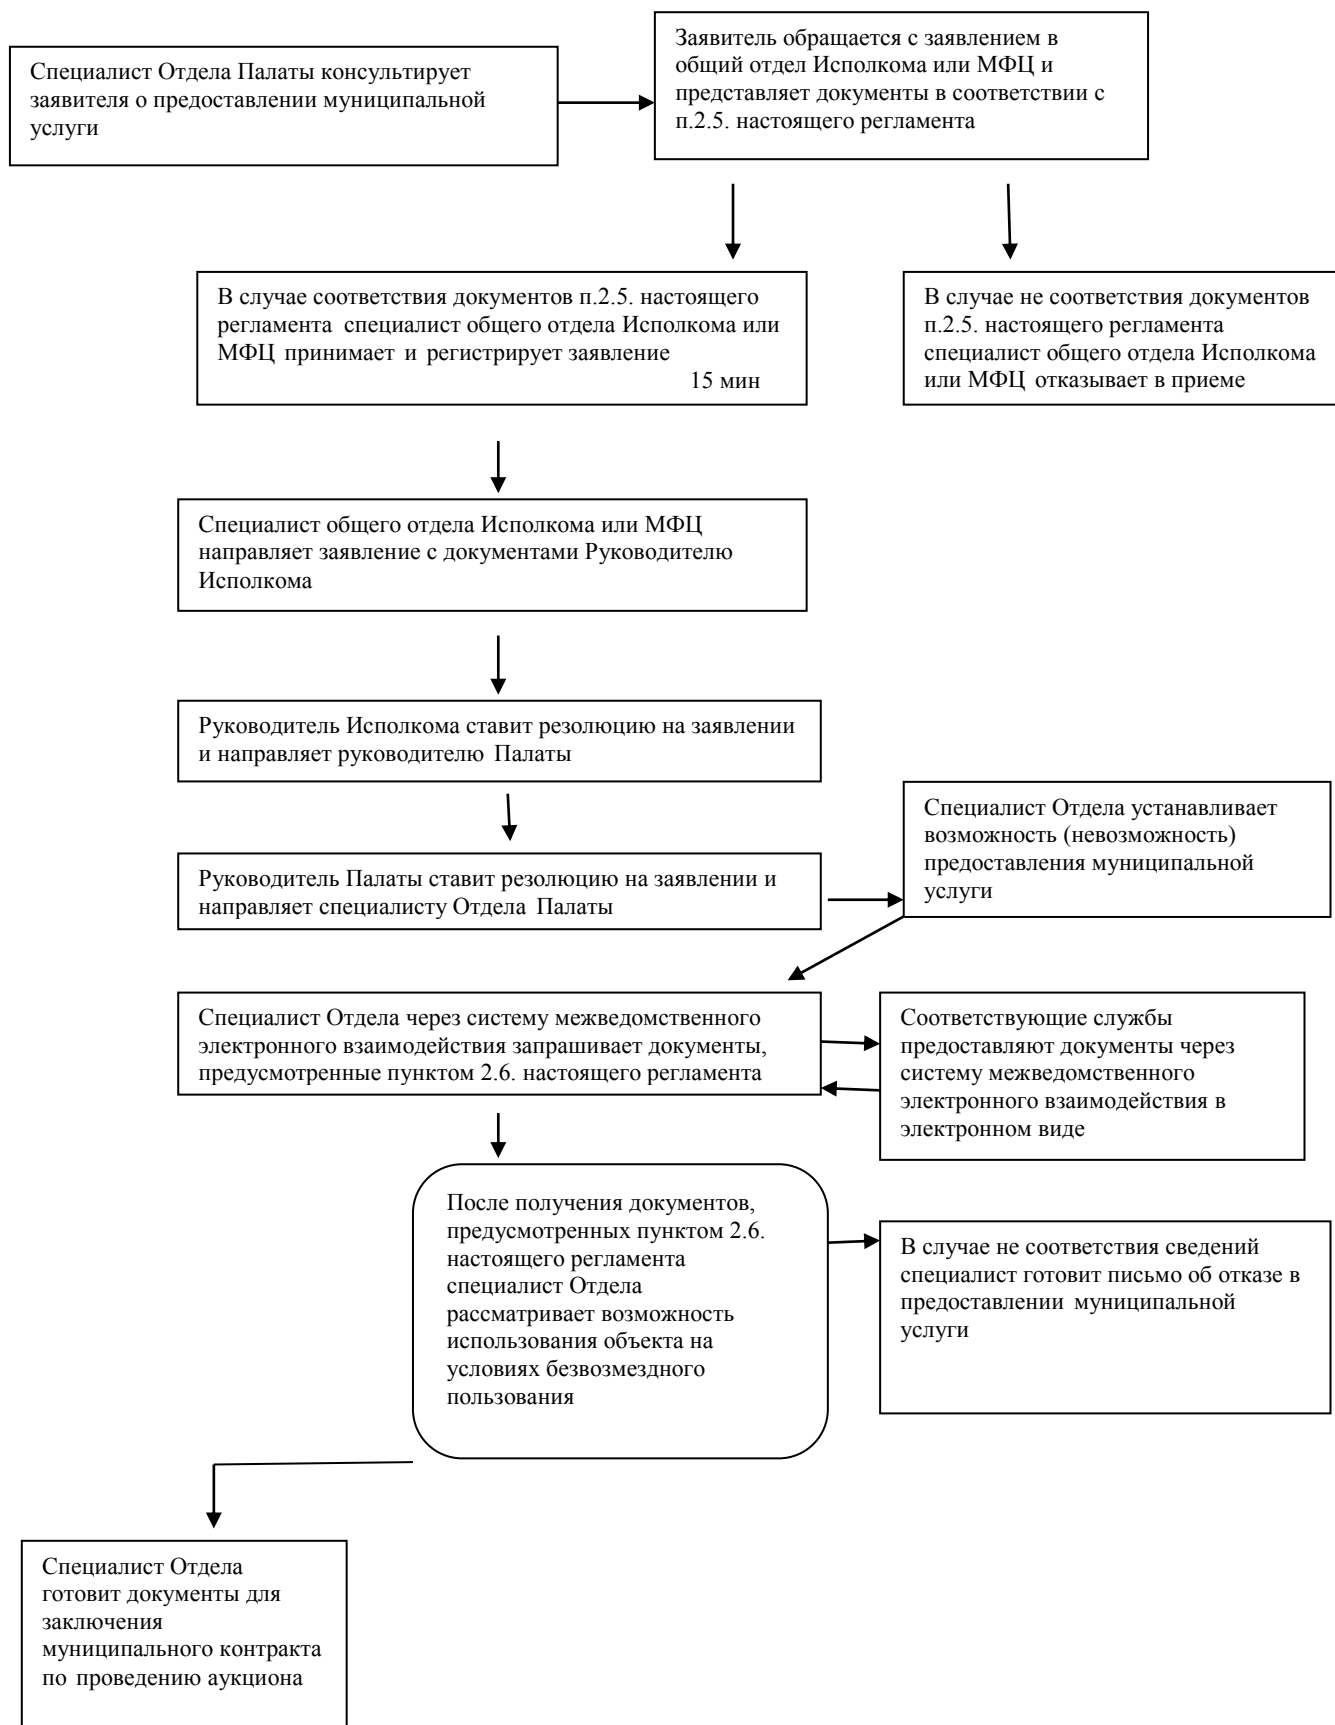 Специалист Отдела Палаты консультирует
заявителя о предоставлении муниципальной
услуги
Заявитель обращается с заявлением в
общий отдел Исполкома или МФЦ и
представляет документы в соответствии с
п.2.5. настоящего регламента
В случае соответствия документов п.2.5. настоящего
регламента специалист общего отдела Исполкома или
МФЦ принимает и регистрирует заявление
15 мин
В случае не соответствия документов
п.2.5. настоящего регламента
специалист общего отдела Исполкома
или МФЦ отказывает в приеме
Специалист общего отдела Исполкома или МФЦ
направляет заявление с документами Руководителю
Исполкома
Руководитель Исполкома ставит резолюцию на заявлении
и направляет руководителю Палаты
Руководитель Палаты ставит резолюцию на заявлении и
направляет специалисту Отдела Палаты
Специалист Отдела устанавливает
возможность (невозможность)
предоставления муниципальной
услуги
Специалист Отдела через систему межведомственного
электронного взаимодействия запрашивает документы,
предусмотренные пунктом 2.6. настоящего регламента
Соответствующие службы
предоставляют документы через
систему межведомственного
электронного взаимодействия в
электронном виде
После получения документов,
предусмотренных пунктом 2.6.
настоящего регламента
специалист Отдела
рассматривает возможность
использования объекта на
условиях безвозмездного
пользования
В случае не соответствия сведений
специалист готовит письмо об отказе в
предоставлении муниципальной
услуги
Специалист Отдела
готовит документы для
заключения
муниципального контракта
по проведению аукциона